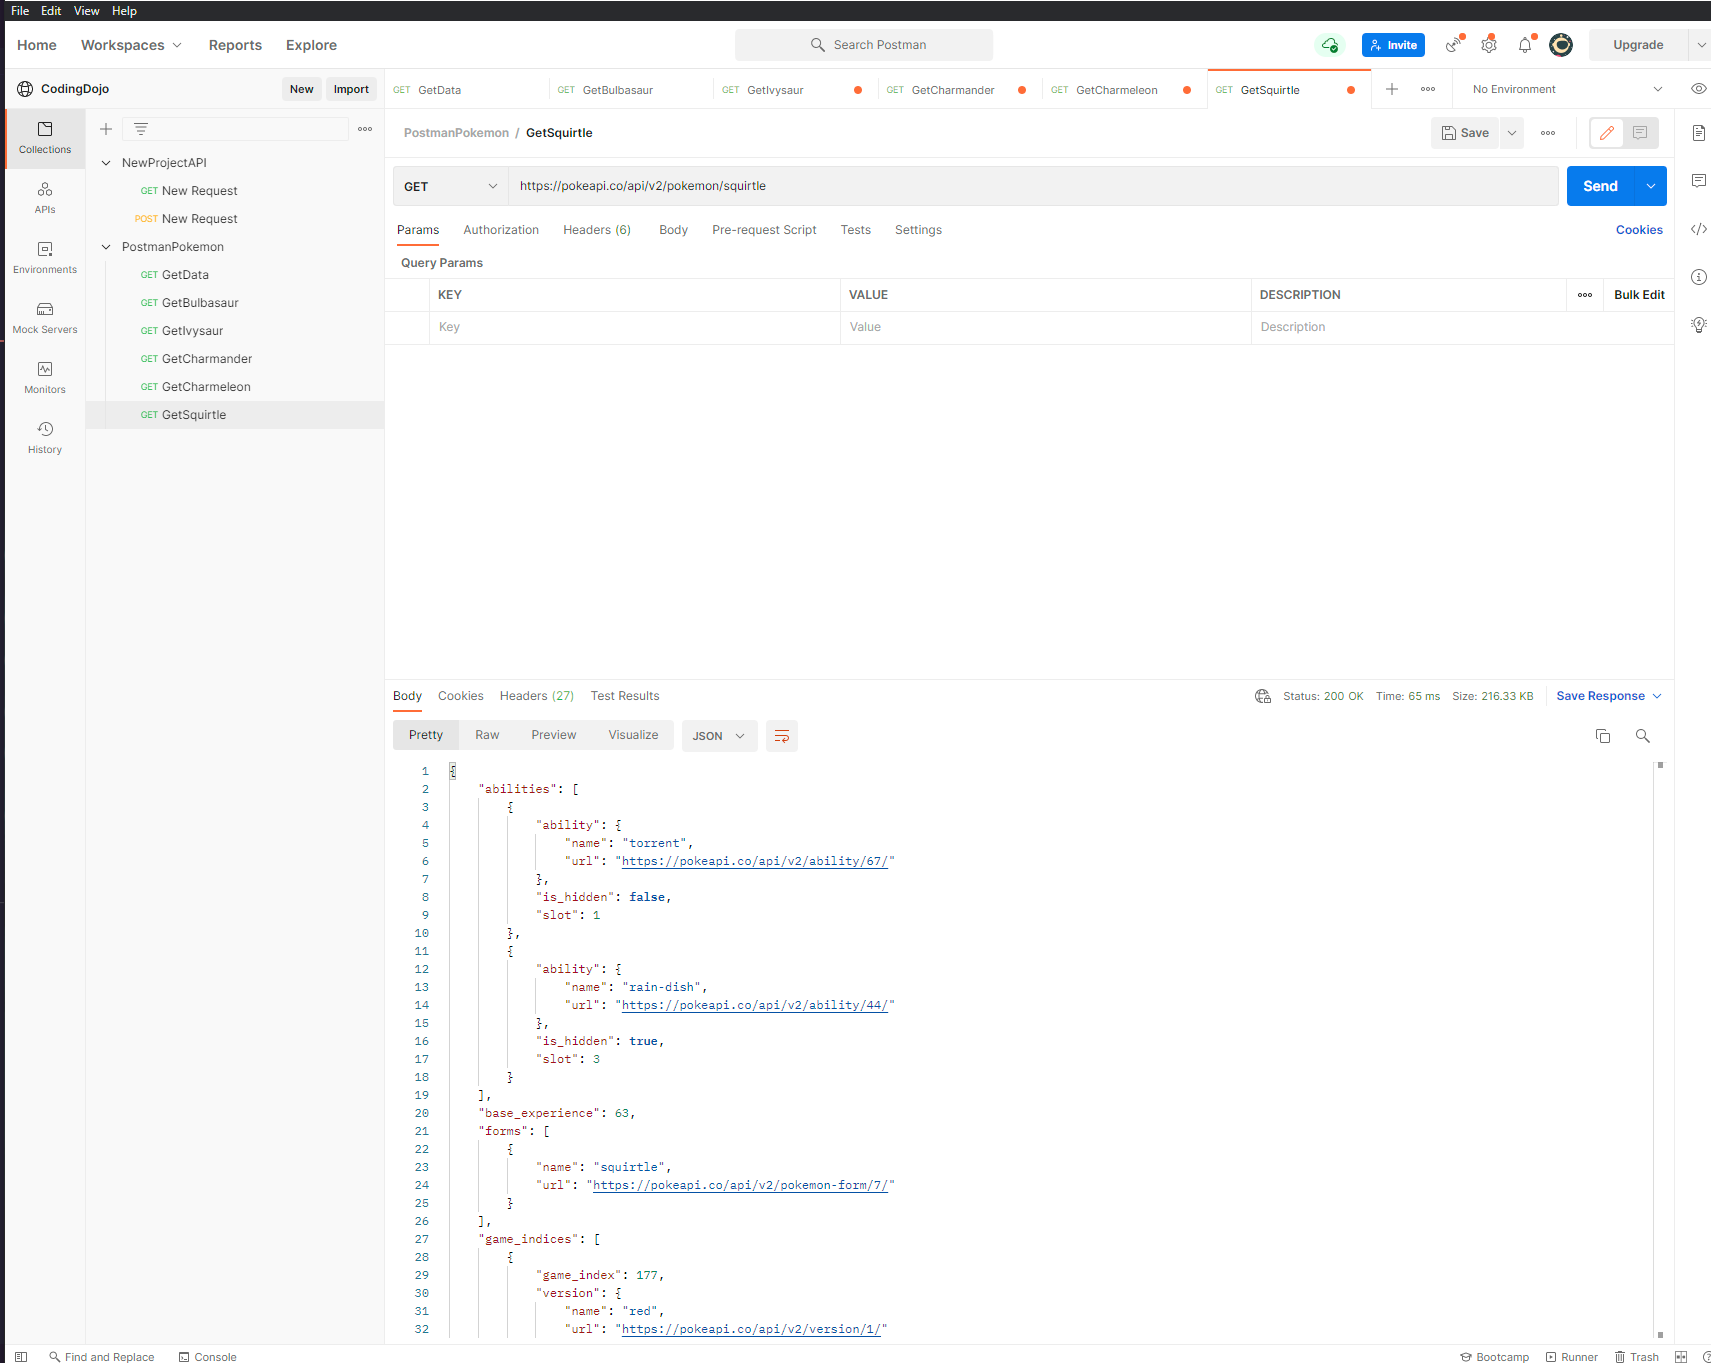 File Edit View Help
Home Workspaces Reports Explore Search Postman Invite Upgrade
CodingDojo New Import GET GetData GET GetBulbasaur GET GetIvysaur GET GetCharmander GET GetCharmeleon GET GetSquirtle No Environment
PostmanPokemon / GetSquirtle Save
Collections
NewProjectAPI
GET New Request
POST New Request
PostmanPokemon
GET GetData
GET GetBulbasaur
GET GetIvysaur
GET GetCharmander
GET GetCharmeleon
GET GetSquirtle
APIs
Environments
Mock Servers
Monitors
History
GET https://pokeapi.co/api/v2/pokemon/squirtle Send
Params Authorization Headers (6) Body Pre-request Script Tests Settings Cookies
Query Params
KEY VALUE DESCRIPTION Bulk Edit
Key Value Description
Body Cookies Headers (27) Test Results Status: 200 OK Time: 65 ms Size: 216.33 KB Save Response
Pretty Raw Preview Visualize JSON
1 {
2 "abilities": [
3 {
4 "ability": {
5 "name": "torrent",
6 "url": "https://pokeapi.co/api/v2/ability/67/"
7 },
8 "is_hidden": false,
9 "slot": 1
10 },
11 {
12 "ability": {
13 "name": "rain-dish",
14 "url": "https://pokeapi.co/api/v2/ability/44/"
15 },
16 "is_hidden": true,
17 "slot": 3
18 }
19 ],
20 "base_experience": 63,
21 "forms": [
22 {
23 "name": "squirtle",
24 "url": "https://pokeapi.co/api/v2/pokemon-form/7/"
25 }
26 ],
27 "game_indices": [
28 {
29 "game_index": 177,
30 "version": {
31 "name": "red",
32 "url": "https://pokeapi.co/api/v2/version/1/"
Find and Replace Console Bootcamp Runner Trash